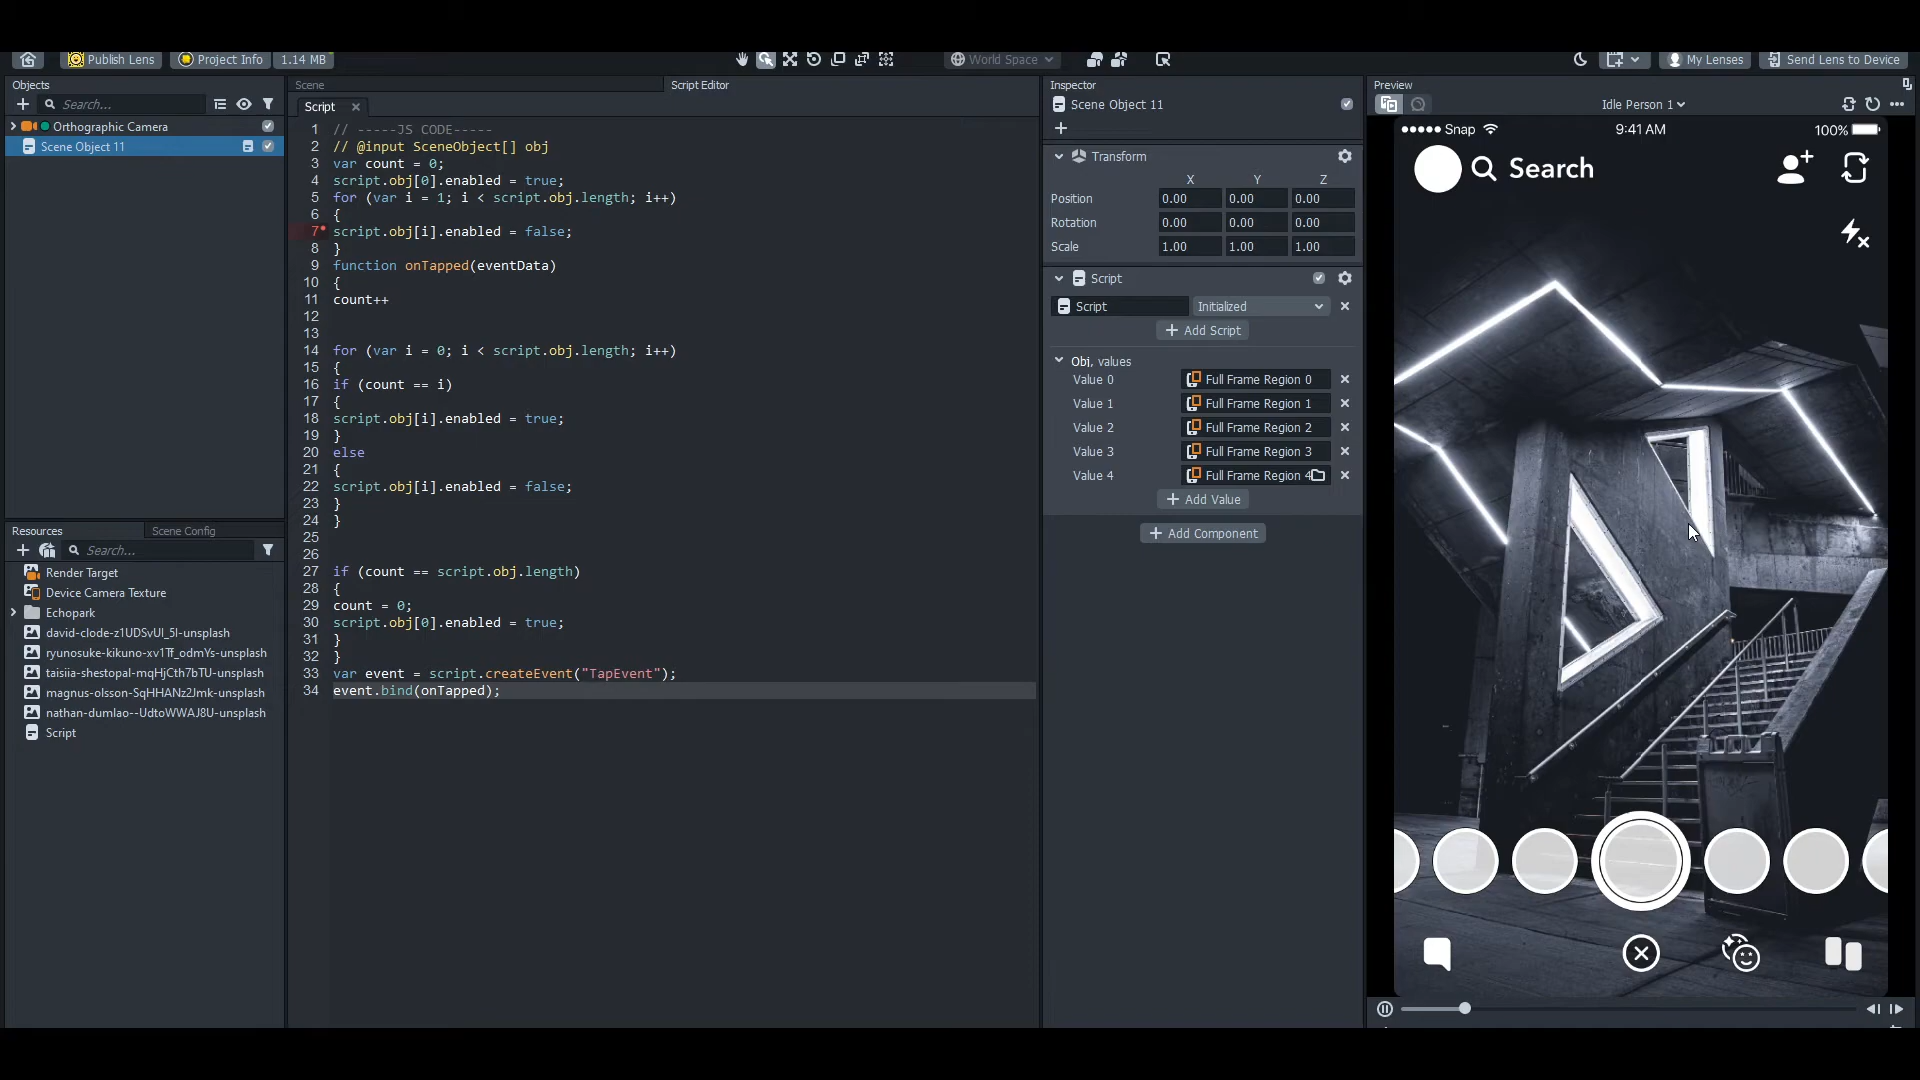 Publish Lens
Project Info
1.14 MB
World Space
My Lenses
Send Lens to Device
Objects
Search...
Orthographic Camera
Scene Object 11
Resources
Scene Config
Search...
Render Target
Device Camera Texture
Echopark
david-clode-z1UDSvUI_5I-unsplash
ryunosuke-kikuno-xv1Tf_odmYs-unsplash
taisiia-shestopal-mqHjCth7bTU-unsplash
magnus-olsson-SqHHANz2Jmk-unsplash
nathan-dumlao--UdtoWWAJ8U-unsplash
Script
Scene
Script Editor
Script
1 // -----JS CODE-----
2 // @input SceneObject[] obj
3 var count = 0;
4 script.obj[0].enabled = true;
5 for (var i = 1; i < script.obj.length; i++)
6 {
7 script.obj[i].enabled = false;
8 }
9 function onTapped(eventData)
10 {
11 count++
12
13
14 for (var i = 0; i < script.obj.length; i++)
15 {
16 if (count == i)
17 {
18 script.obj[i].enabled = true;
19 }
20 else
21 {
22 script.obj[i].enabled = false;
23 }
24 }
25
26
27 if (count == script.obj.length)
28 {
29 count = 0;
30 script.obj[0].enabled = true;
31 }
32 }
33 var event = script.createEvent("TapEvent");
34 event.bind(onTapped);
Inspector
Scene Object 11
Transform
X Y Z
Position 0.00 0.00 0.00
Rotation 0.00 0.00 0.00
Scale 1.00 1.00 1.00
Script
Script Initialized
+ Add Script
Obj, values
Value 0 Full Frame Region 0
Value 1 Full Frame Region 1
Value 2 Full Frame Region 2
Value 3 Full Frame Region 3
Value 4 Full Frame Region 4
+ Add Value
+ Add Component
Preview
Idle Person 1
Snap 9:41 AM 100%
Search